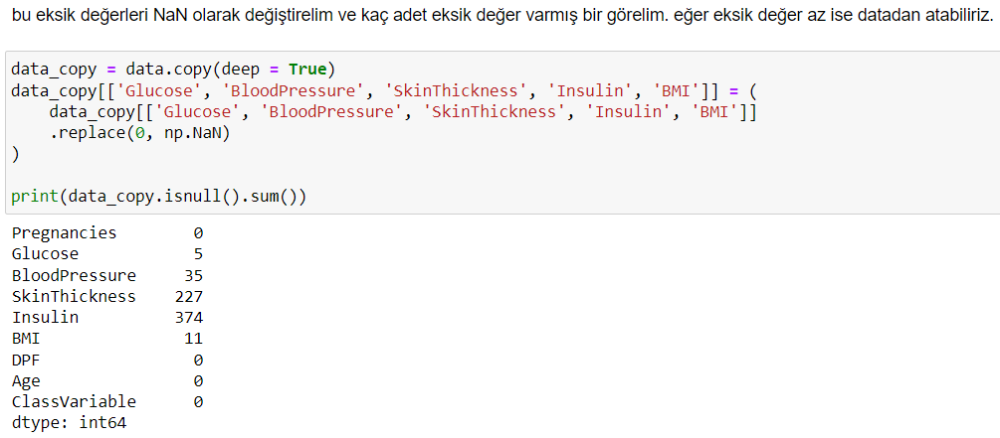 bu eksik değerleri NaN olarak değiştirelim ve kaç adet eksik değer varmış bir görelim. eğer eksik değer az ise datadan atabiliriz.
data_copy = data.copy(deep = True)
data_copy[['Glucose', 'BloodPressure', 'SkinThickness', 'Insulin', 'BMI']] = (
    data_copy[['Glucose', 'BloodPressure', 'SkinThickness', 'Insulin', 'BMI']]
    .replace(0, np.NaN)
)
print(data_copy.isnull().sum())
Pregnancies        0
Glucose            5
BloodPressure     35
SkinThickness    227
Insulin          374
BMI               11
DPF                0
Age                0
ClassVariable      0
dtype: int64